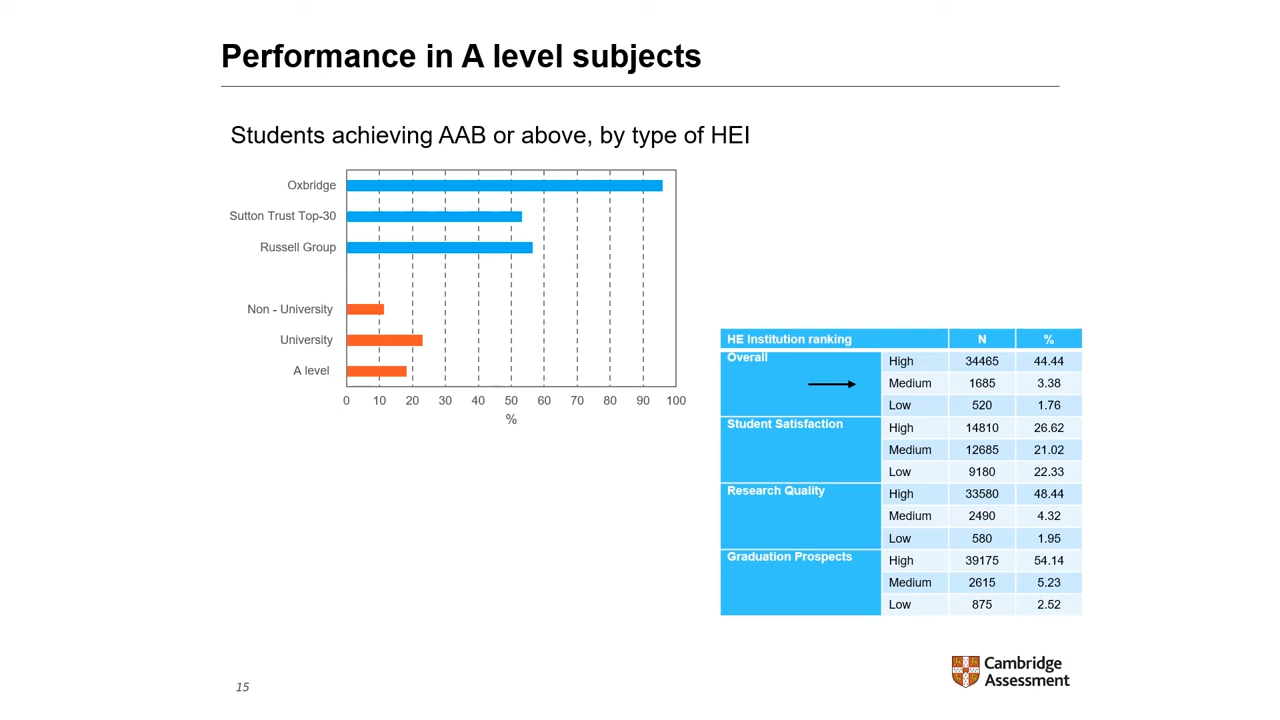 Performance in A level subjects
Students achieving AAB or above, by type of HEI
Oxbridge
Sutton Trust Top-30
Russell Group
Non - University
University
A level
0 10 20 30 40 50 60 70 80 90 100
%
HE Institution ranking N %
Overall High 34465 44.44
Medium 1685 3.38
Low 520 1.76
Student Satisfaction High 14810 26.62
Medium 12685 21.02
Low 9180 22.33
Research Quality High 33580 48.44
Medium 2490 4.32
Low 580 1.95
Graduation Prospects High 39175 54.14
Medium 2615 5.23
Low 875 2.52
Cambridge
Assessment
15